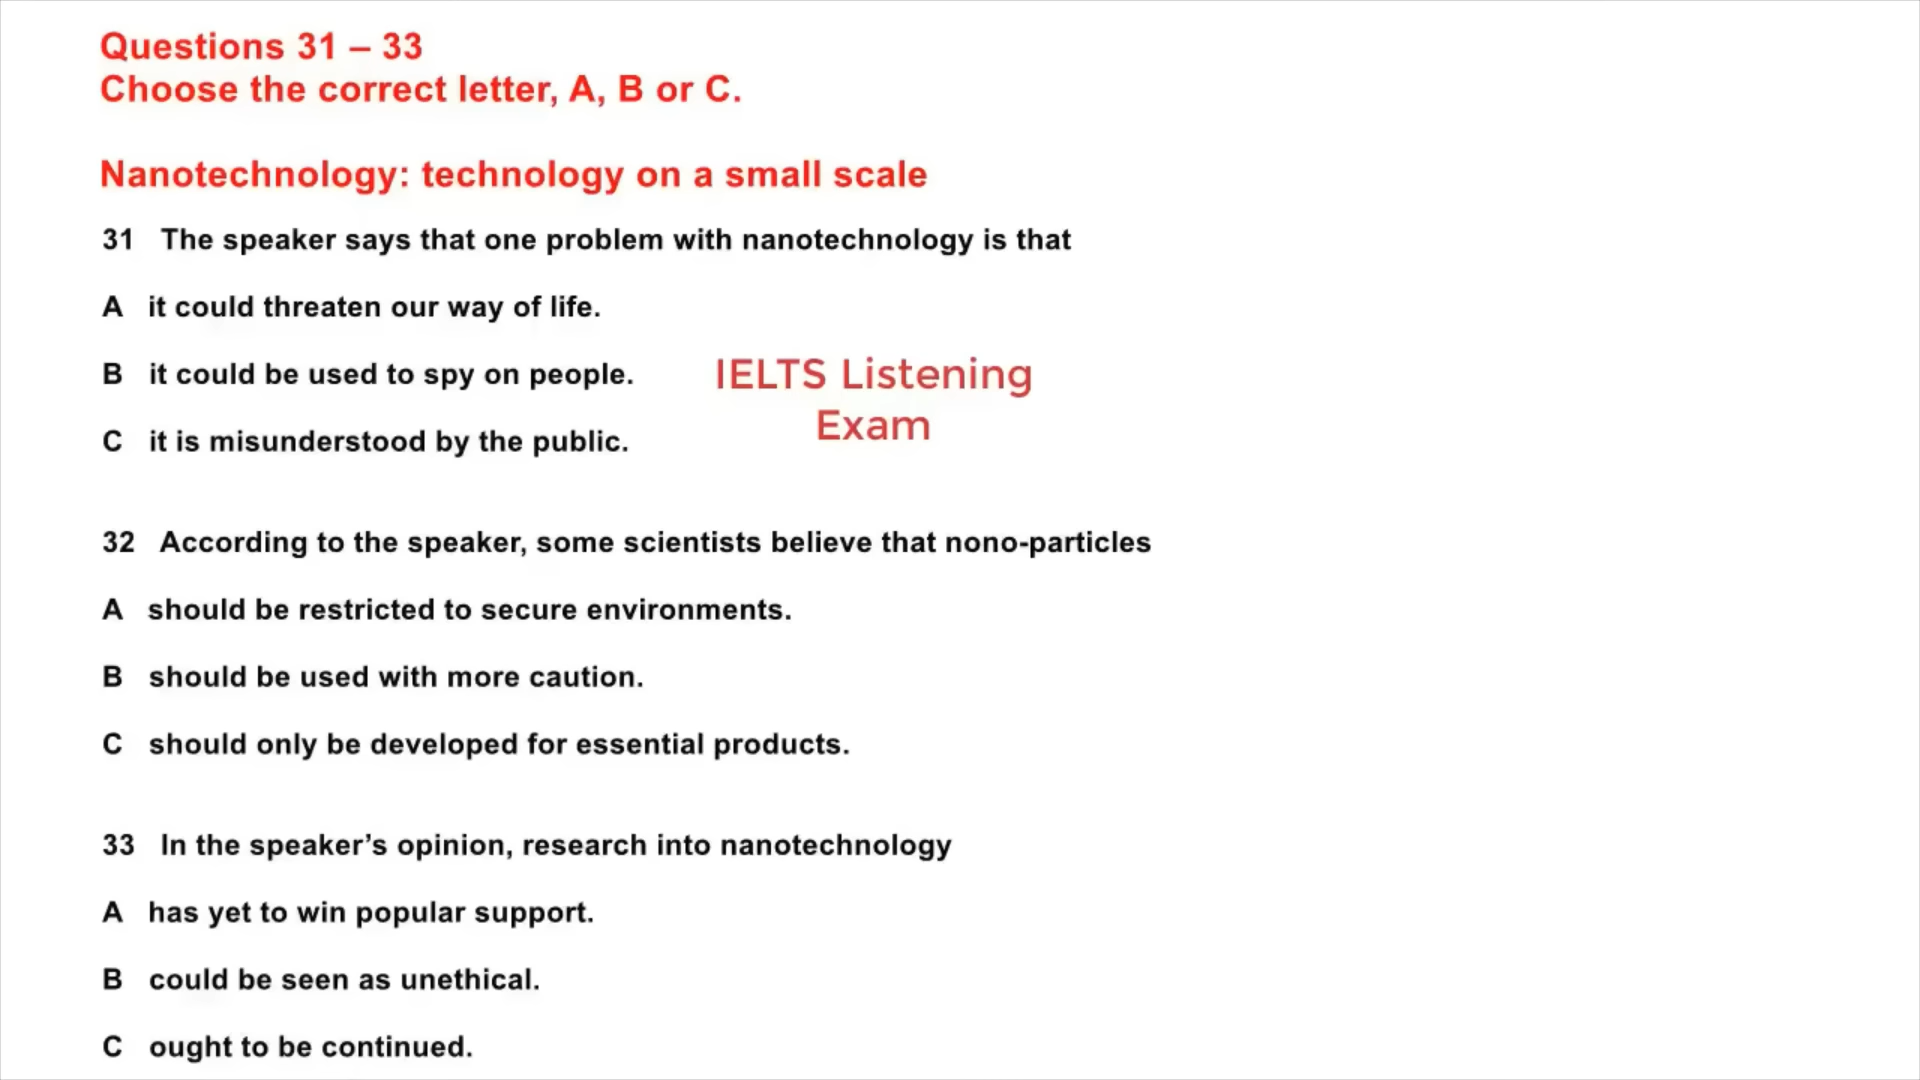 Questions 31 – 33
Choose the correct letter, A, B or C.
Nanotechnology: technology on a small scale
31 The speaker says that one problem with nanotechnology is that
A it could threaten our way of life.
B it could be used to spy on people.
C it is misunderstood by the public.
IELTS Listening
Exam
32 According to the speaker, some scientists believe that nono-particles
A should be restricted to secure environments.
B should be used with more caution.
C should only be developed for essential products.
33 In the speaker’s opinion, research into nanotechnology
A has yet to win popular support.
B could be seen as unethical.
C ought to be continued.